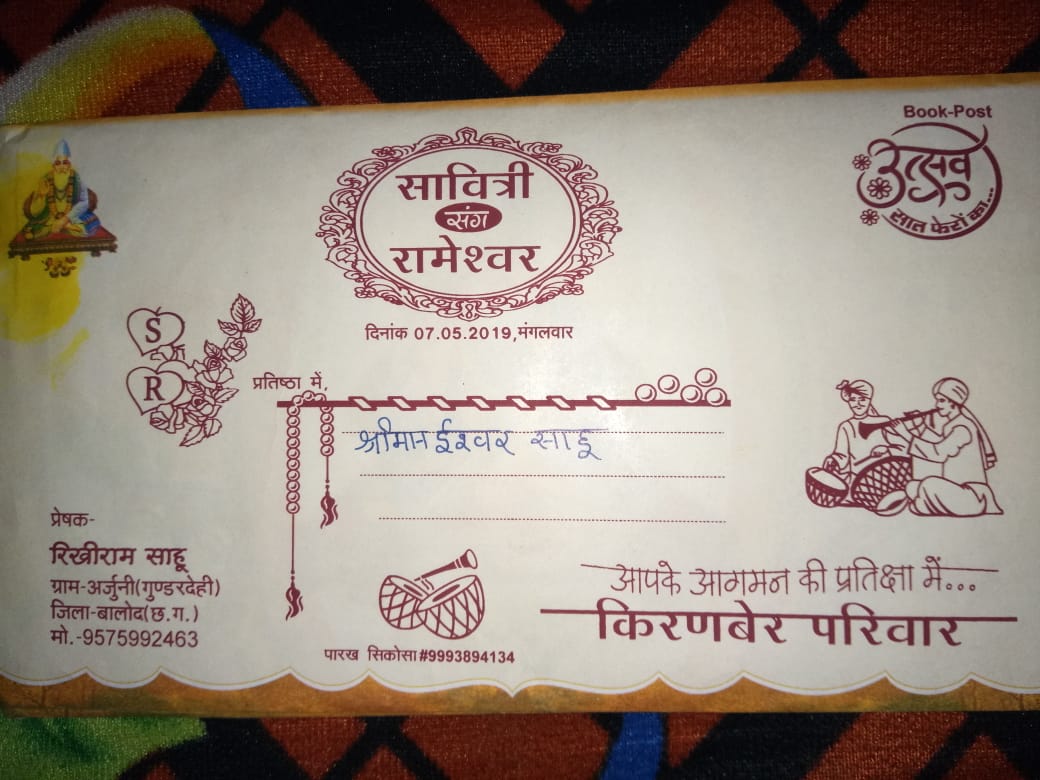 Book-Post
उत्सव
सात फेरों का...
सावित्री
संग
रामेश्वर
दिनांक 07.05.2019,मंगलवार
S
R
प्रतिष्ठा में,
श्रीमान ईश्वर साहू
प्रेषक-
रिखीराम साहू
ग्राम-अर्जुनी(गुण्डरदेही)
जिला-बालोद(छ.ग.)
मो.-9575992463
पारख सिकोसा#9993894134
आपके आगमन की प्रतिक्षा में...
किरणबेर परिवार